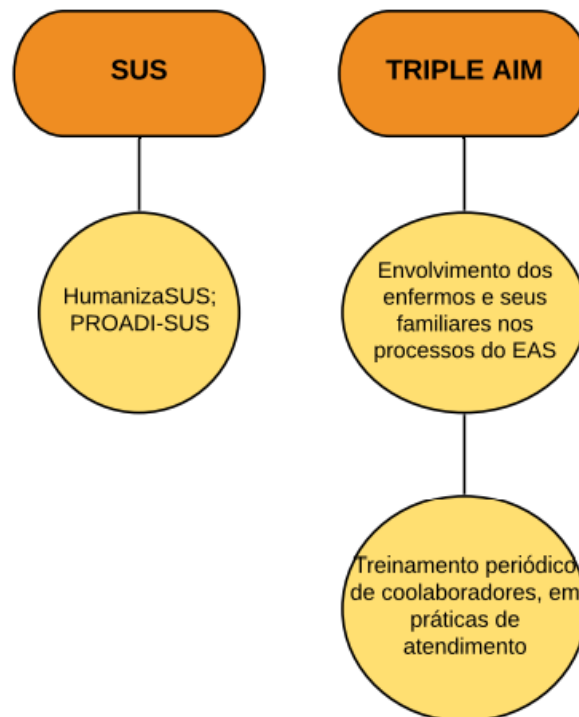 SUS
HumanizaSUS;
PROADI-SUS
TRIPLE AIM
Envolvimento dos
enfermos e seus
familiares nos
processos do EAS
Treinamento periódico
de coolaboradores, em
práticas de
atendimento